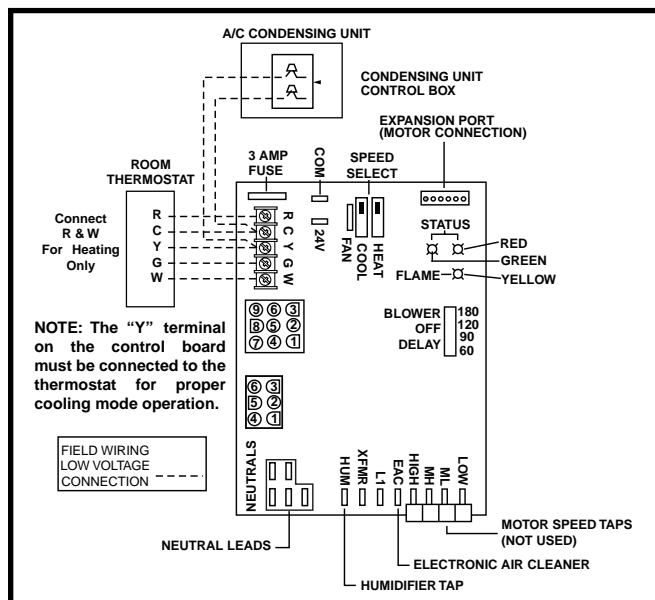 A/C CONDENSING UNIT
CONDENSING UNIT
CONTROL BOX
EXPANSION PORT
(MOTOR CONNECTION)
3 AMP
FUSE
COM
SPEED
SELECT
ROOM
THERMOSTAT
Connect
R & W
For Heating
Only
R
C
Y
G
W
R
C
Y
G
W
24V
FAN
COOL
HEAT
STATUS
RED
GREEN
FLAME
YELLOW
BLOWER
OFF
DELAY
180
120
90
60
9 6 3
8 5 2
7 4 1
NOTE: The “Y” terminal
on the control board
must be connected to the
thermostat for proper
cooling mode operation.
6 3
5 2
4 1
FIELD WIRING
LOW VOLTAGE
CONNECTION
NEUTRALS
HUM
XFMR
L1
EAC
HIGH
MH
ML
LOW
MOTOR SPEED TAPS
(NOT USED)
NEUTRAL LEADS
ELECTRONIC AIR CLEANER
HUMIDIFIER TAP